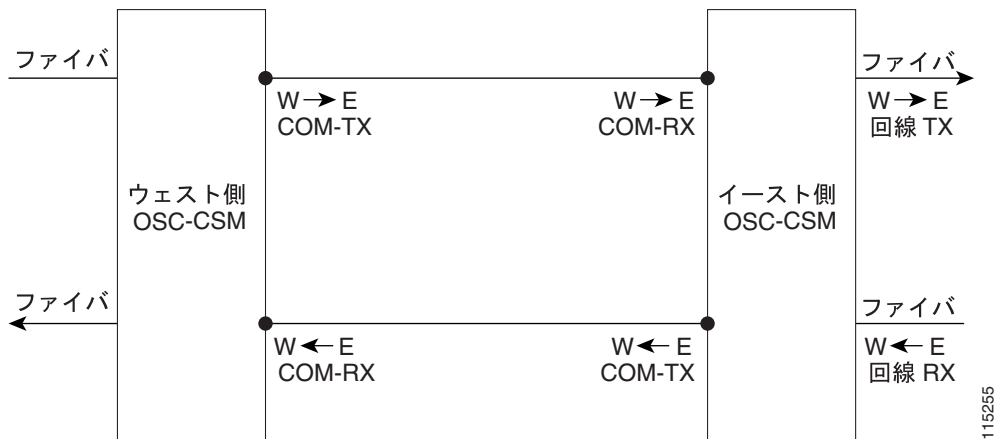 ファイバ
ファイバ
W→E
COM-TX
W→E
COM-RX
W→E
回線 TX
ウェスト側
OSC-CSM
イースト側
OSC-CSM
ファイバ
ファイバ
W←E
COM-RX
W←E
COM-TX
W←E
回線 RX
115255